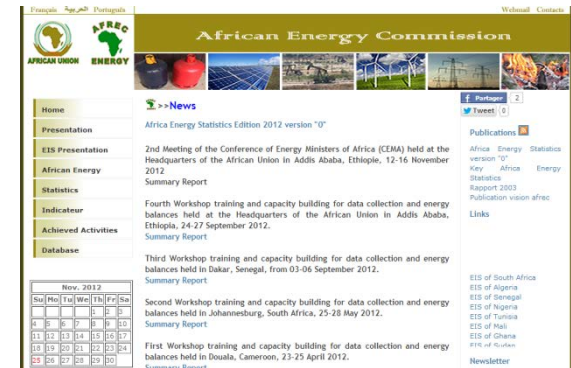 Français العربية Português
Webmail Contacts
AFRICAN UNION
AFREC
ENERGY
African Energy Commission
Home
Presentation
EIS Presentation
African Energy
Statistics
Indicateur
Achieved Activities
Database
Nov. 2012
Su Mo Tu We Th Fr Sa
1 2 3
4 5 6 7 8 9 10
11 12 13 14 15 16 17
18 19 20 21 22 23 24
25 26 27 28 29 30
>>News
Africa Energy Statistics Edition 2012 version "0"
2nd Meeting of the Conference of Energy Ministers of Africa (CEMA) held at the
Headquarters of the African Union in Addis Ababa, Ethiopie, 12-16 November
2012
Summary Report
Fourth Workshop training and capacity building for data collection and energy
balances held at the Headquarters of the African Union in Addis Ababa,
Ethiopia, 24-27 September 2012.
Summary Report
Third Workshop training and capacity building for data collection and energy
balances held in Dakar, Senegal, from 03-06 September 2012.
Summary Report
Second Workshop training and capacity building for data collection and energy
balances held in Johannesburg, South Africa, 25-28 May 2012.
Summary Report
First Workshop training and capacity building for data collection and energy
balances held in Douala, Cameroon, 23-25 April 2012.
Summary Report
Partager 2
Tweet 0
Publications
Africa Energy Statistics
version "0"
Key Africa Energy
Statistics
Rapport 2003
Publication vision afrec
Links
EIS of South Africa
EIS of Algeria
EIS of Senegal
EIS of Nigeria
EIS of Tunisia
EIS of Mali
EIS of Ghana
EIS of Sudan
Newsletter